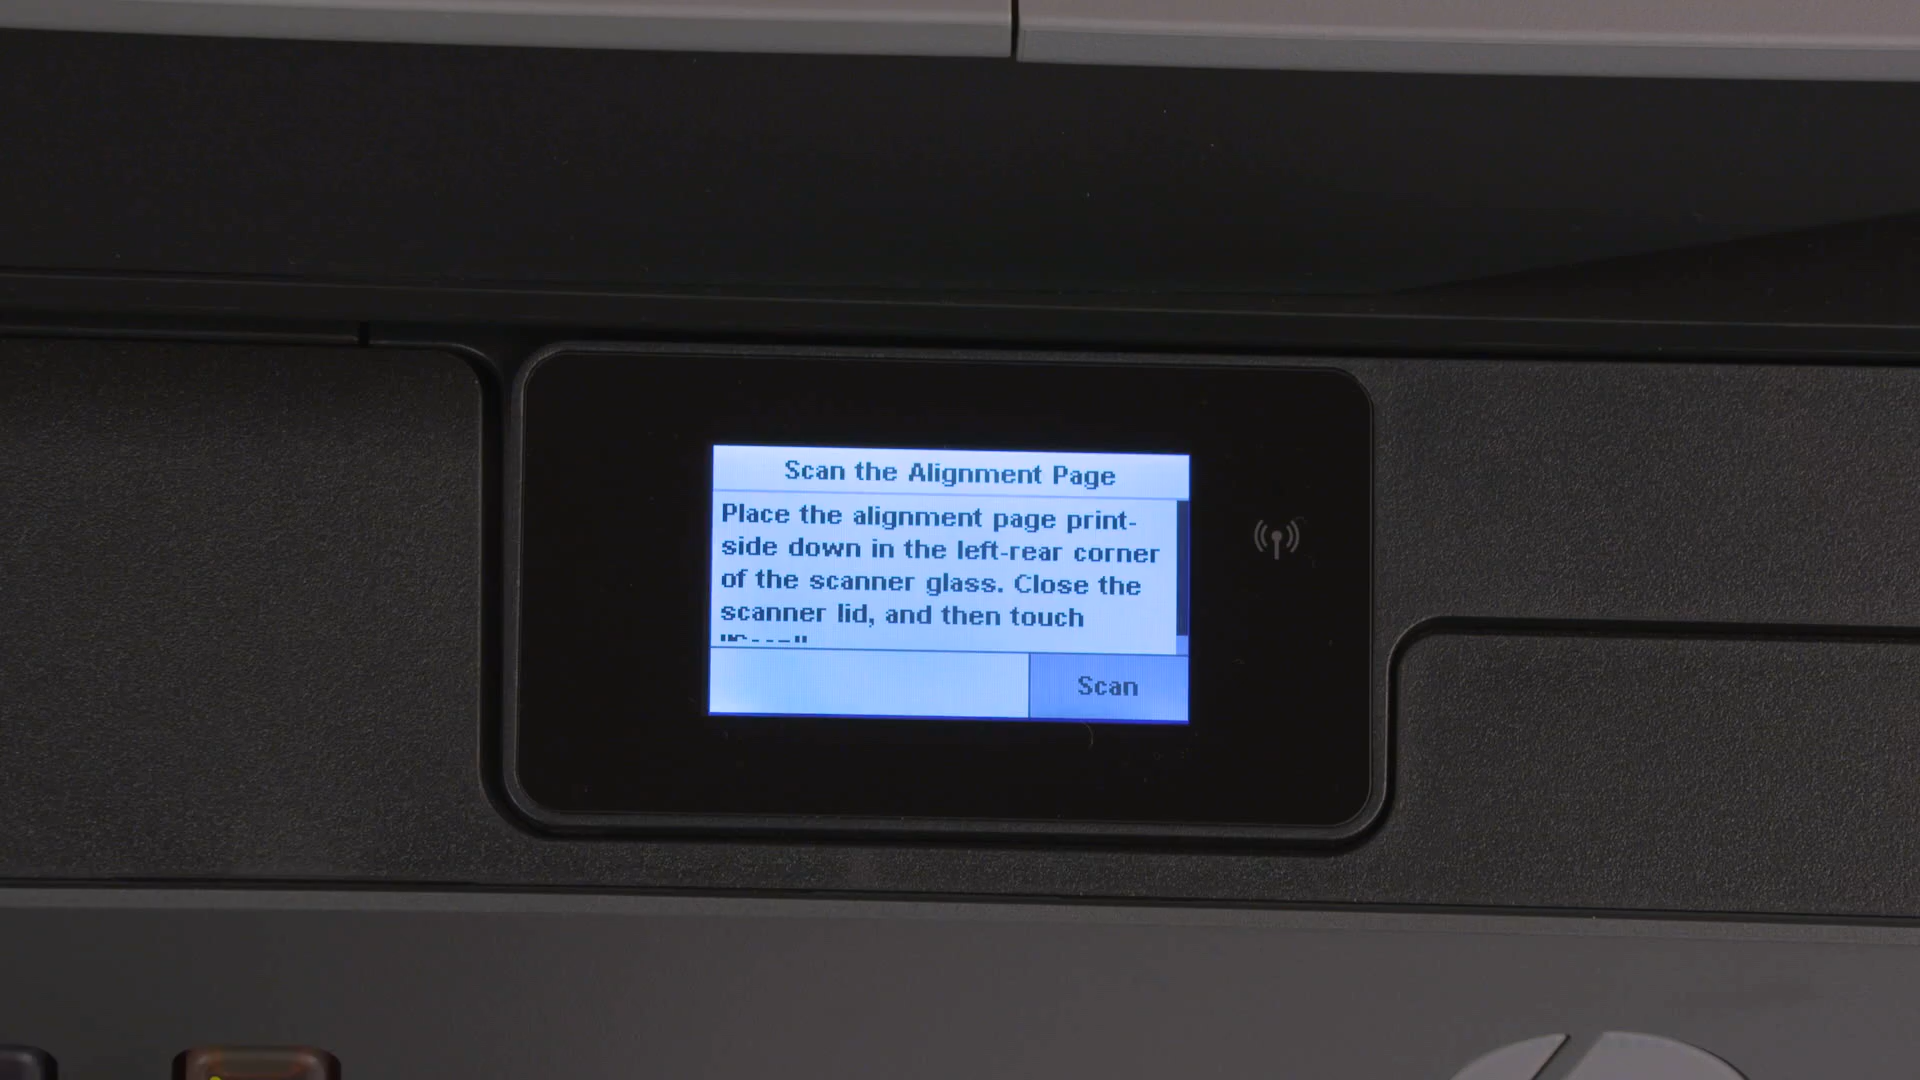 Scan the Alignment Page
Place the alignment page print-
side down in the left-rear corner
of the scanner glass. Close the
scanner lid, and then touch
Scan